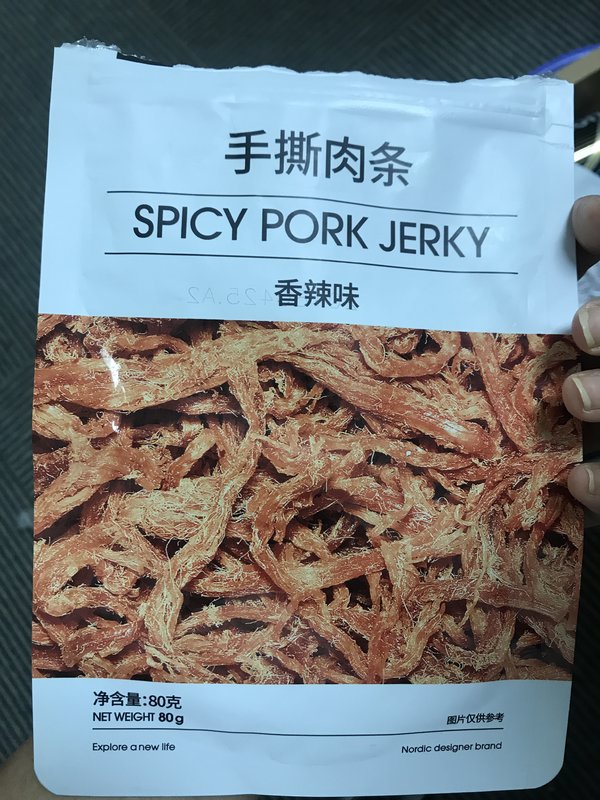 手撕肉条
SPICY PORK JERKY
香辣味
净含量:80克
NET WEIGHT 80 g
图片仅供参考
Explore a new life
Nordic designer brand